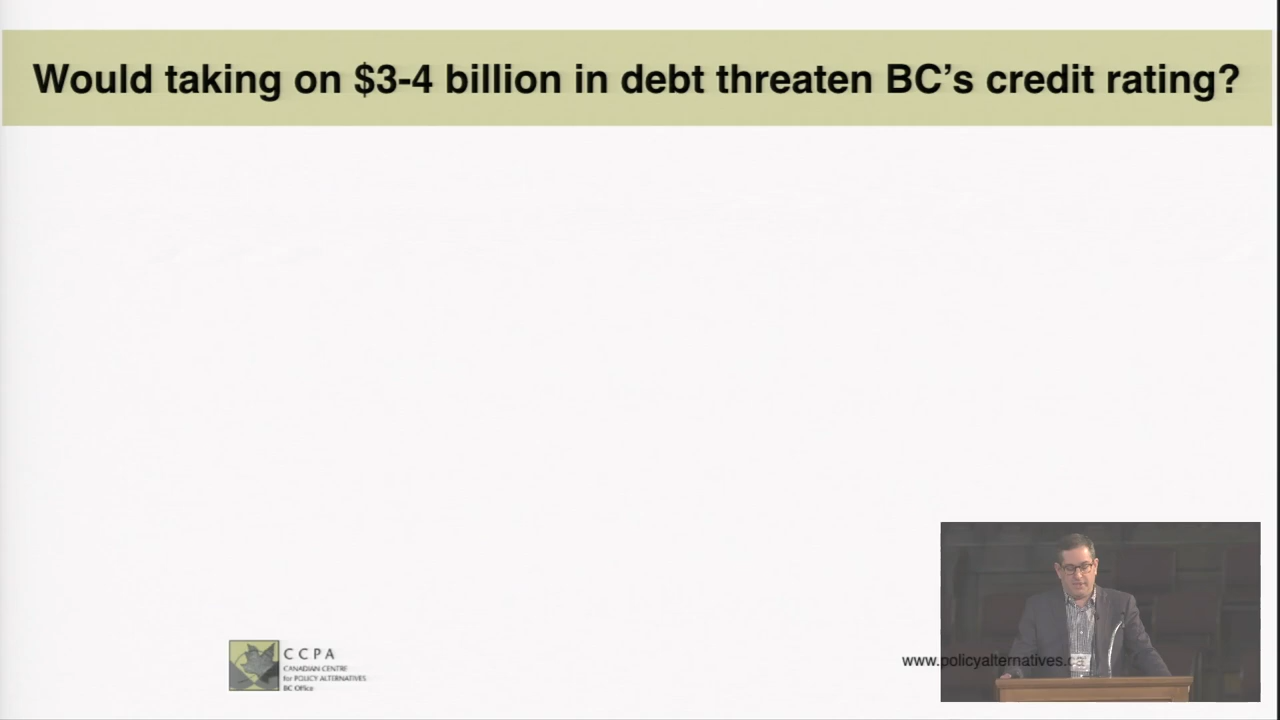 Would taking on $3-4 billion in debt threaten BC’s credit rating?
CCPA
CANADIAN CENTRE
for POLICY ALTERNATIVES
BC Office
www.policyalternatives.ca